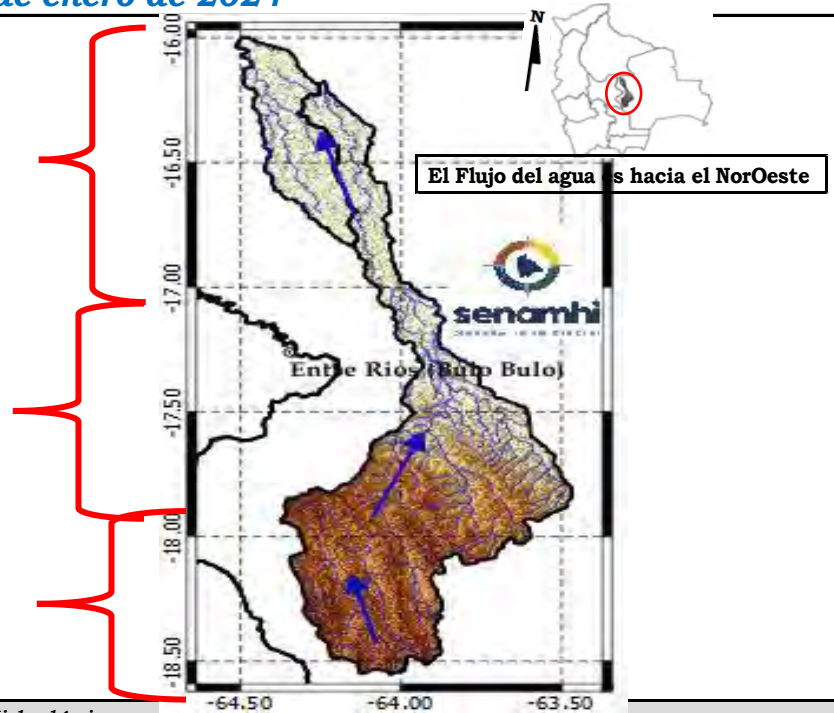 de enero de 2024
N
El Flujo del agua es hacia el NorOeste
senamhi
Entre Rios (Bulo Bulo)
-16.00
-16.50
-17.00
-17.50
-18.00
-18.50
-64.50
-64.00
-63.50